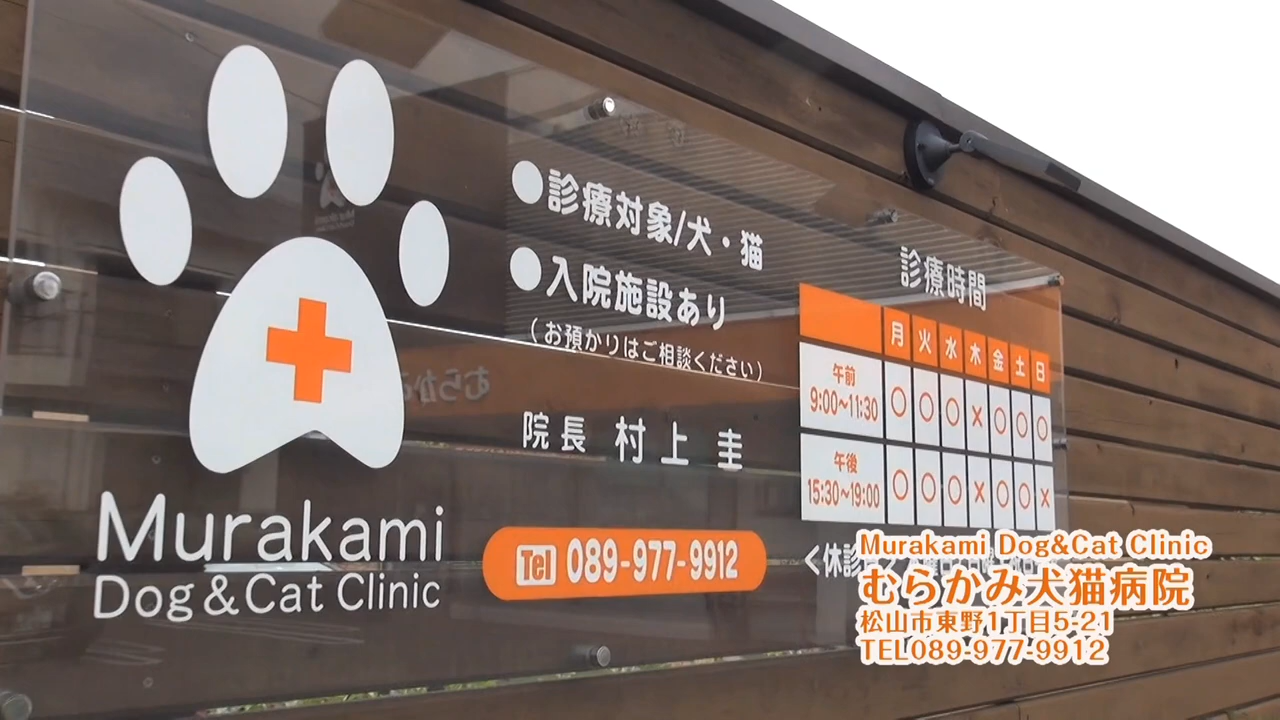 Murakami
Dog & Cat Clinic
●診療対象/犬・猫
●入院施設あり
（お預かりはご相談ください）
院長 村上 圭
Tel 089-977-9912
診療時間
月 火 水 木 金 土 日
午前 9:00〜11:30 ○ ○ ○ × ○ ○ ○
午後 15:30〜19:00 ○ ○ ○ × ○ ○ ×
<休診
Murakami Dog&Cat Clinic
むらかみ犬猫病院
松山市東野1丁目5-21
TEL089-977-9912